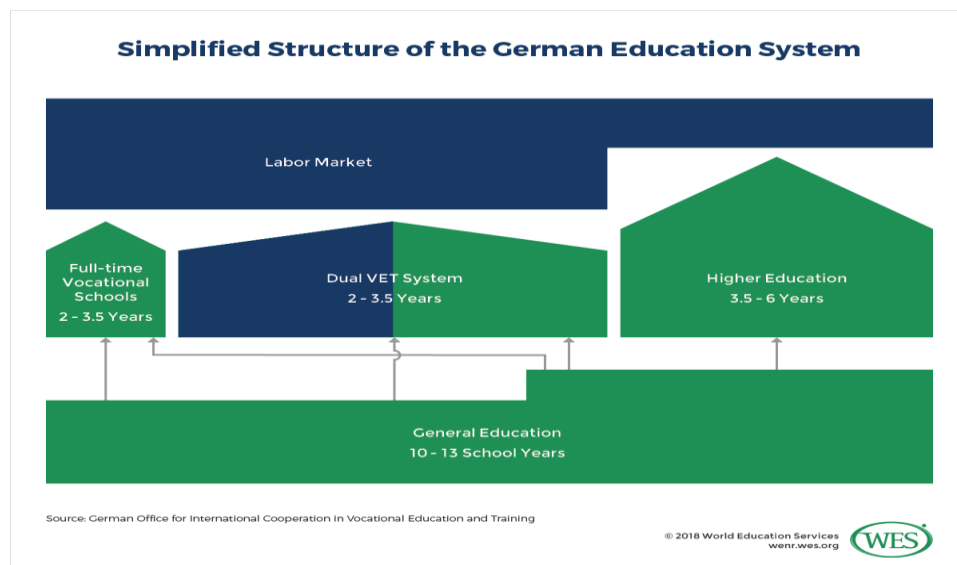 Simplified Structure of the German Education System
Labor Market
Full-time
Vocational
Schools
2 - 3.5 Years
Dual VET System
2 - 3.5 Years
Higher Education
3.5 - 6 Years
General Education
10 - 13 School Years
Source: German Office for International Cooperation in Vocational Education and Training
© 2018 World Education Services
wenr.wes.org
WES